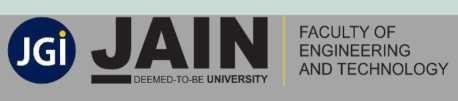 JGi
JAIN
DEEMED-TO-BE UNIVERSITY
FACULTY OF
ENGINEERING
AND TECHNOLOGY